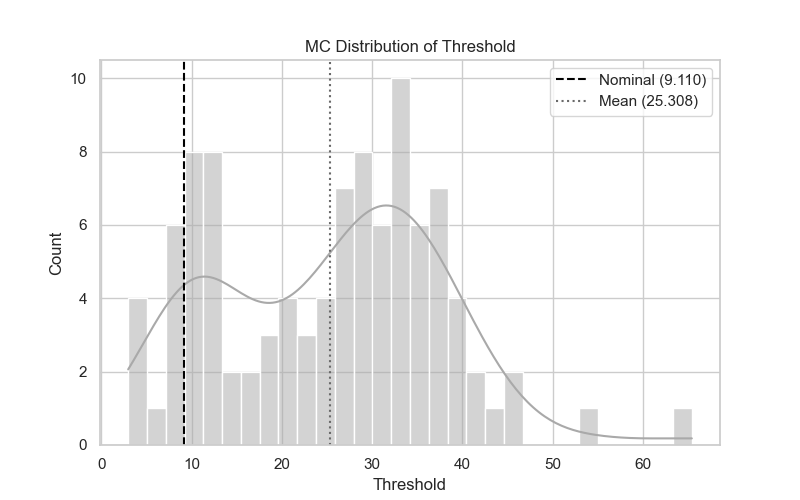 MC Distribution of Threshold
Nominal (9.110)
Mean (25.308)
Count
10
8
6
4
2
0
0 10 20 30 40 50 60
Threshold